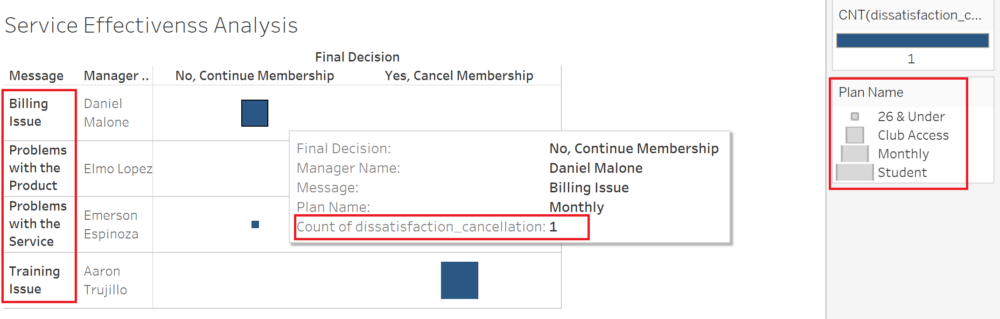 Service Effectivenss Analysis
Final Decision
Message Manager .. No, Continue Membership Yes, Cancel Membership
Billing
Issue
Daniel
Malone
Problems
with the
Product
Elmo Lopez
Problems
with the
Service
Emerson
Espinoza
Training
Issue
Aaron
Trujillo
Final Decision: No, Continue Membership
Manager Name: Daniel Malone
Message: Billing Issue
Plan Name: Monthly
Count of dissatisfaction_cancellation: 1
CNT(dissatisfaction_c...
1
Plan Name
26 & Under
Club Access
Monthly
Student